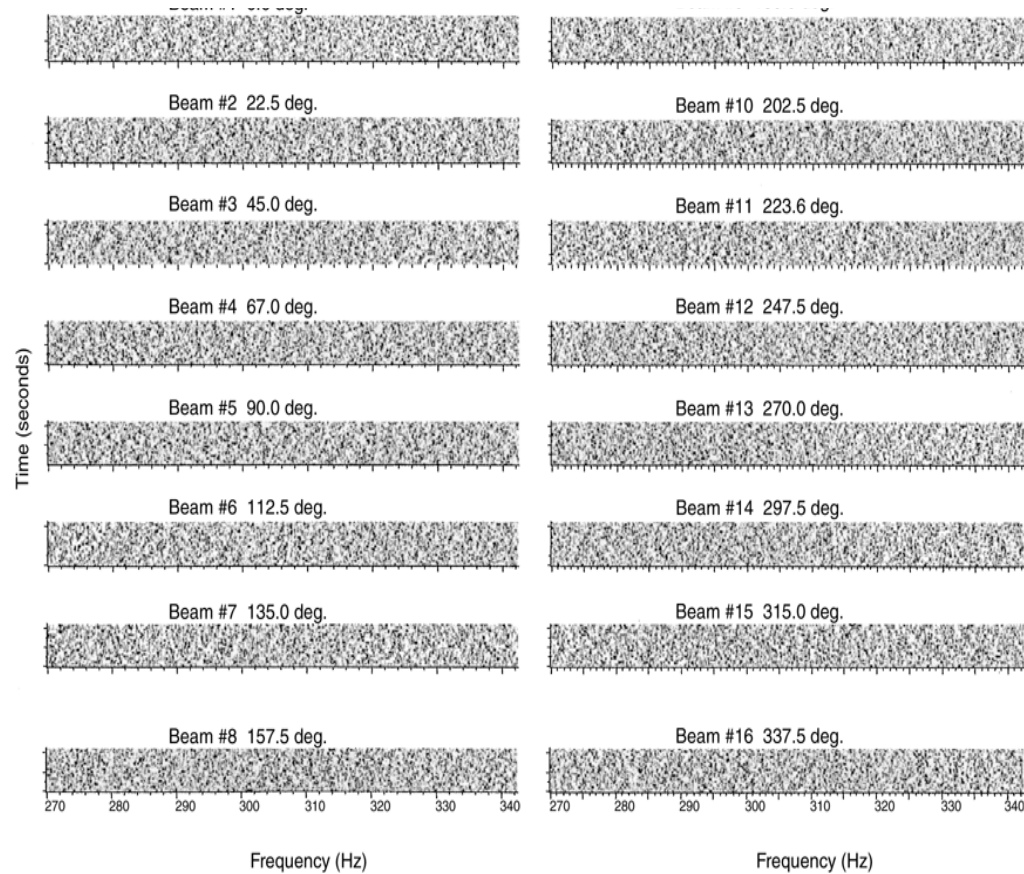 Beam #2 22.5 deg.
Beam #3 45.0 deg.
Beam #4 67.0 deg.
Beam #5 90.0 deg.
Beam #6 112.5 deg.
Beam #7 135.0 deg.
Beam #8 157.5 deg.
270 280 290 300 310 320 330 340
Frequency (Hz)
Beam #10 202.5 deg.
Beam #11 223.6 deg.
Beam #12 247.5 deg.
Beam #13 270.0 deg.
Beam #14 297.5 deg.
Beam #15 315.0 deg.
Beam #16 337.5 deg.
270 280 290 300 310 320 330 340
Frequency (Hz)
Time (seconds)